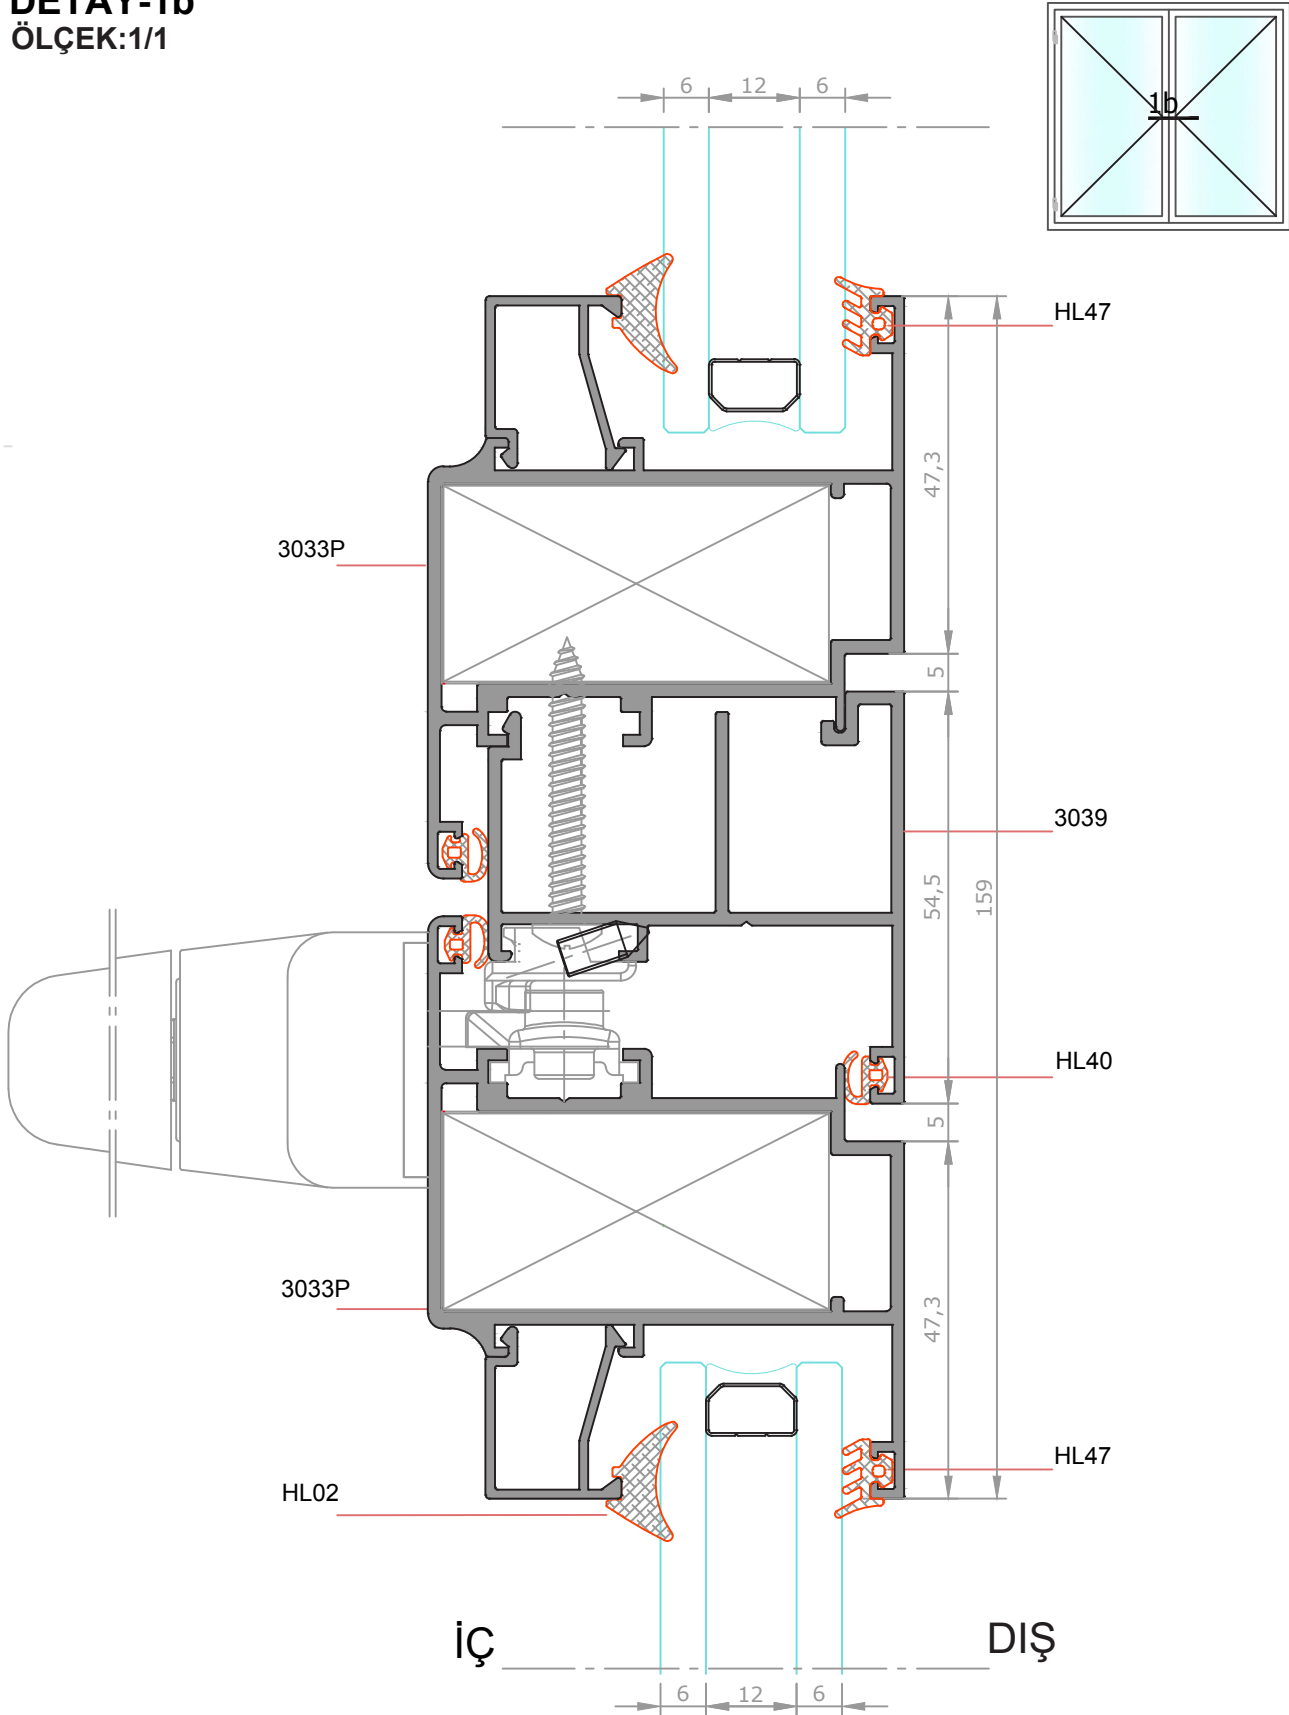 DETAY-1b
ÖLÇEK:1/1
1b
6 12 6
HL47
47,3
3033P
5
3039
54,5
159
HL40
5
3033P
47,3
HL47
HL02
İÇ
DIŞ
6 12 6